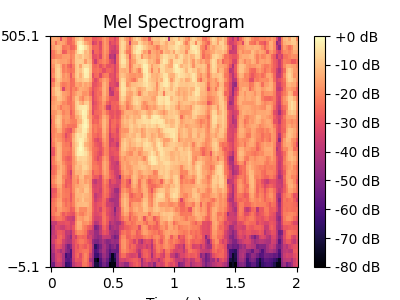 Mel Spectrogram
505.1
−5.1
0
0.5
1
1.5
2
+0 dB
-10 dB
-20 dB
-30 dB
-40 dB
-50 dB
-60 dB
-70 dB
-80 dB